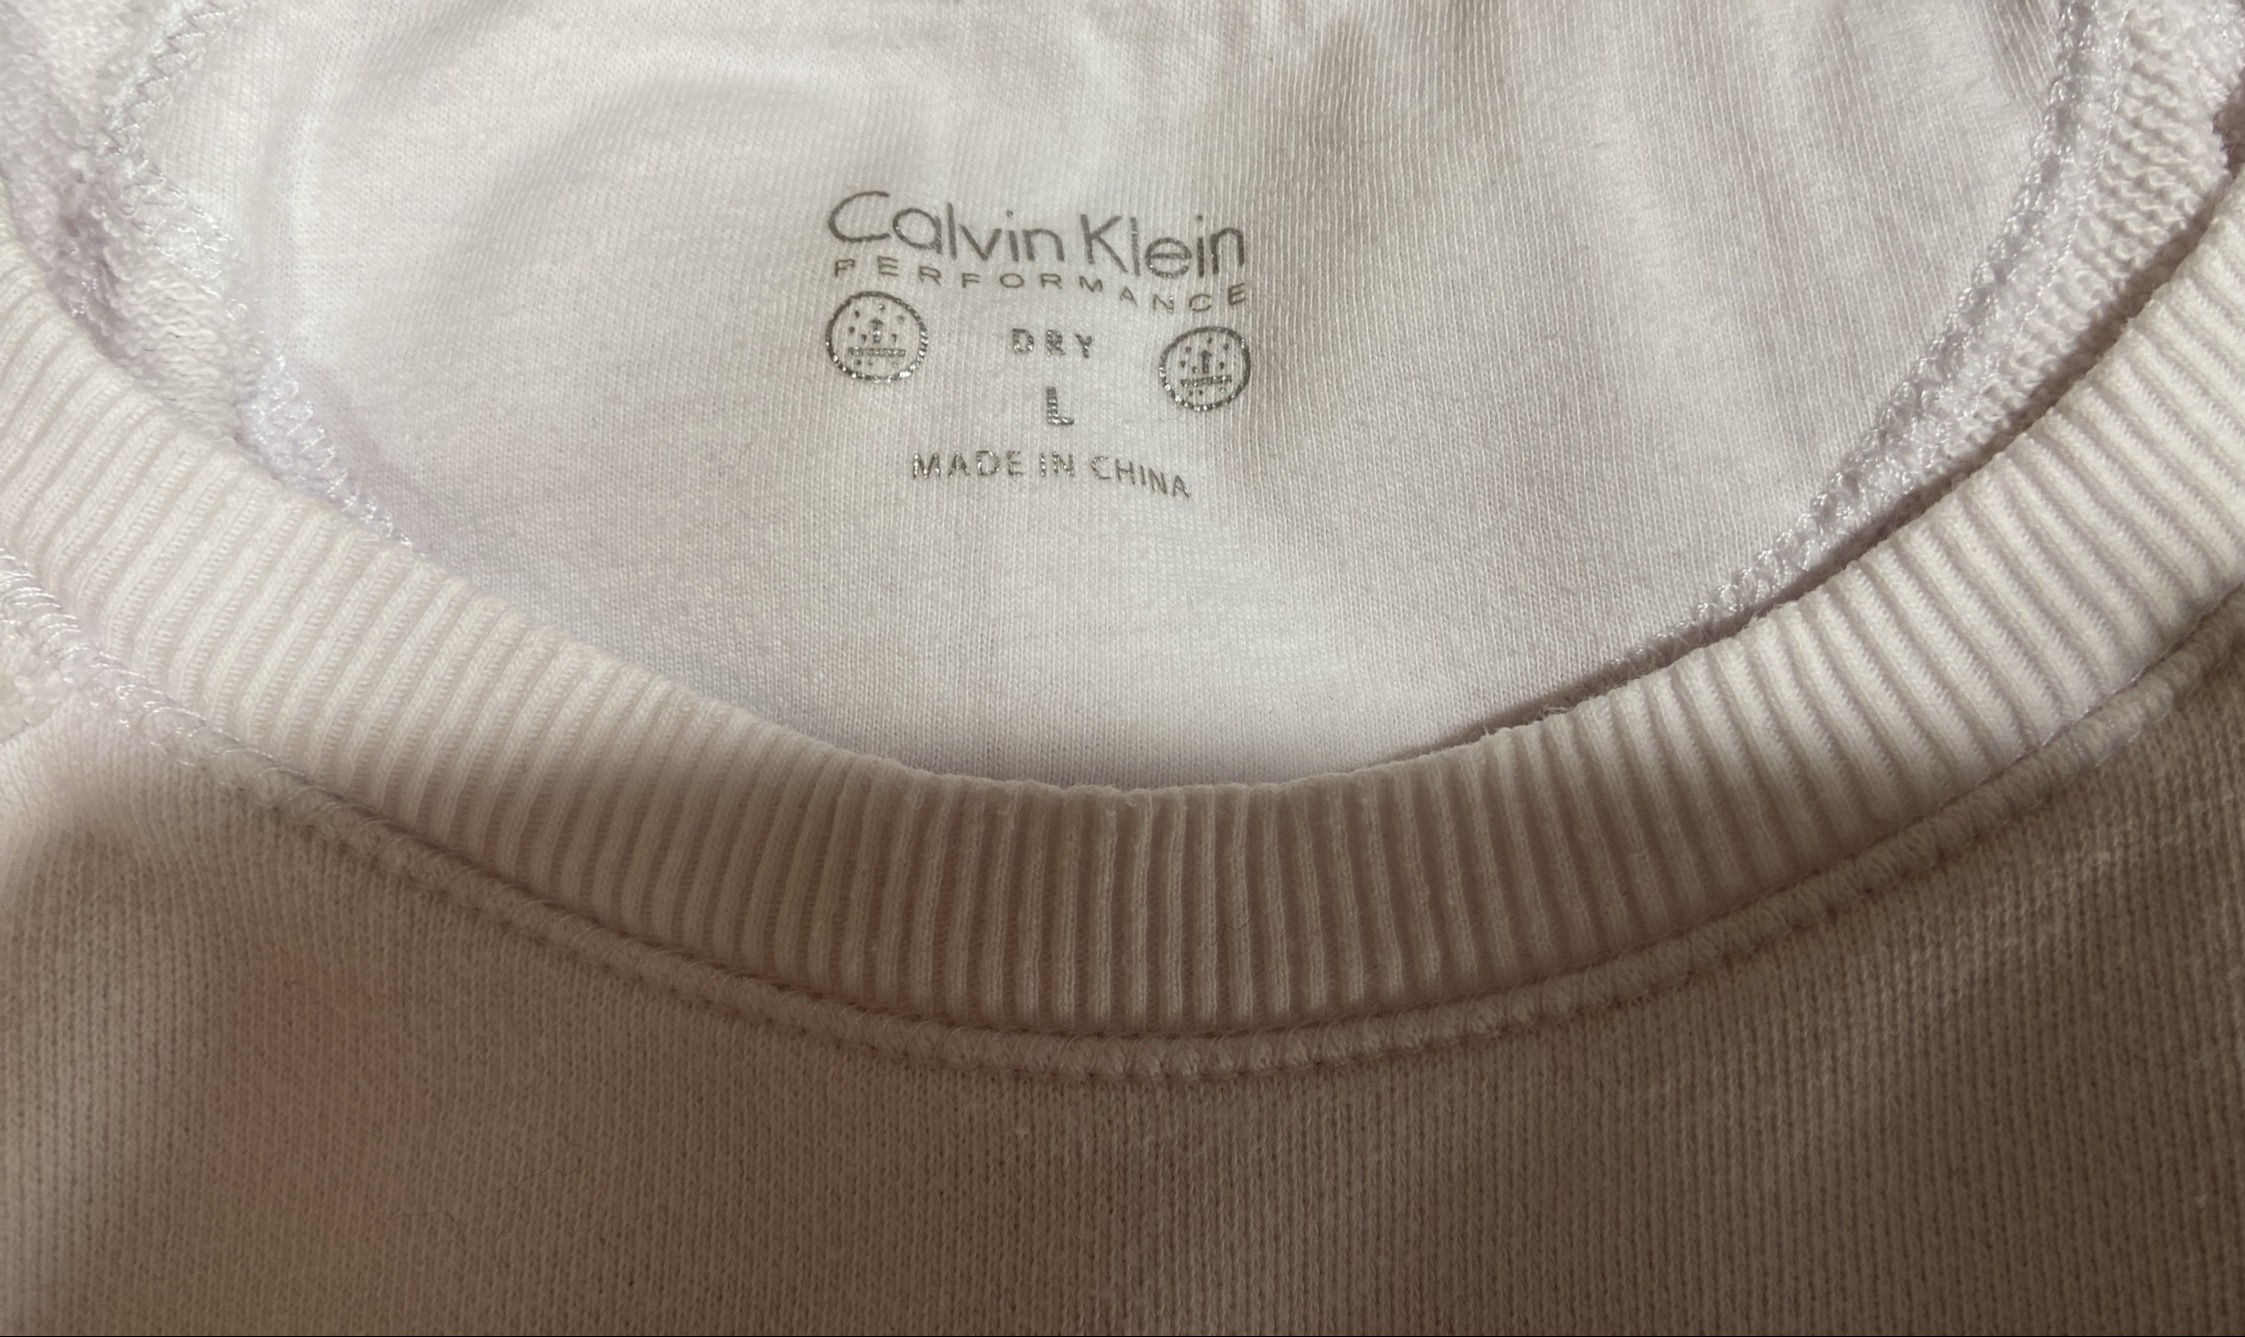 Calvin Klein
PERFORMANCE
DRY
L
MADE IN CHINA